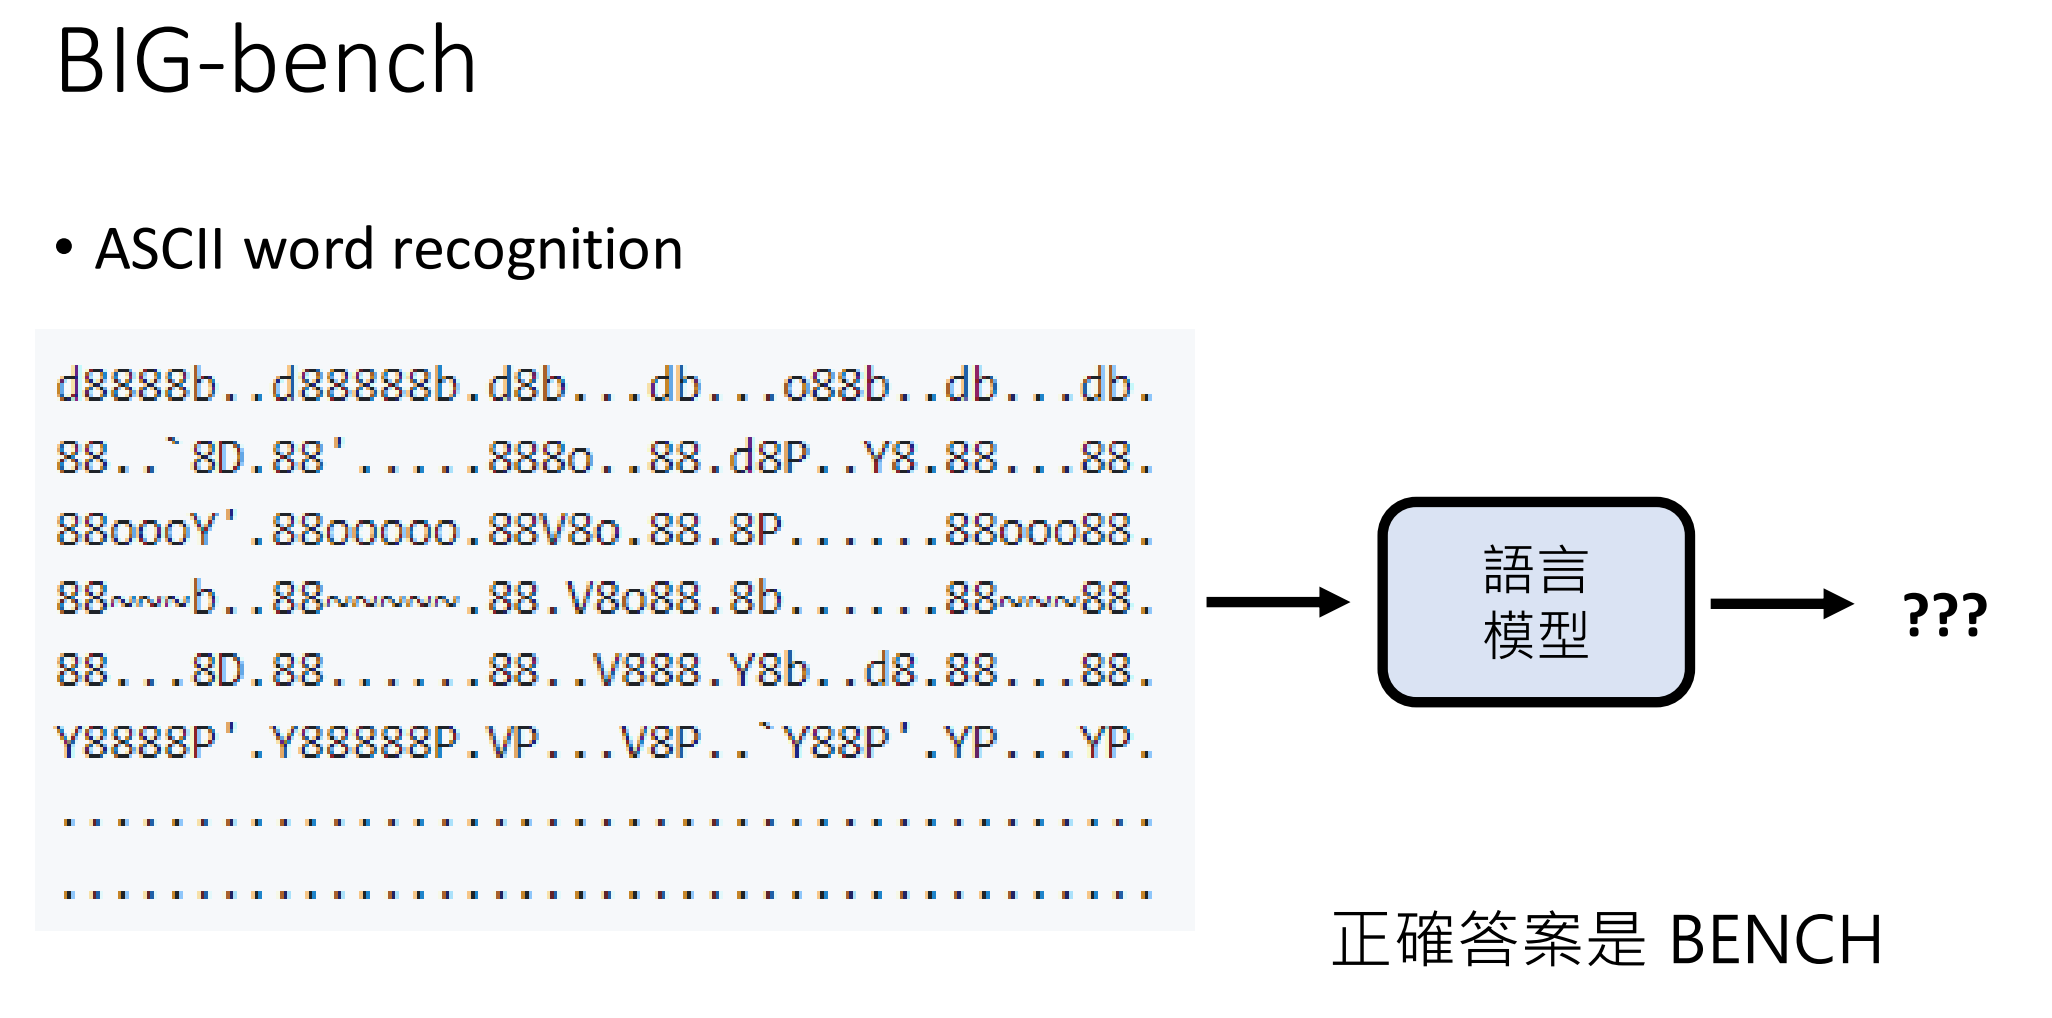 BIG-bench
• ASCII word recognition
d8888b..d88888b.d8b...db...o88b..db...db.
88..`8D.88'.....888o..88.d8P..Y8.88...88.
88oooY'.88ooooo.88V8o.88.8P......88ooo88.
88~~~b..88~~~~~.88.V8o88.8b......88~~~88.
88...8D.88......88..V888.Y8b..d8.88...88.
Y8888P'.Y88888P.VP...V8P..`Y88P'.YP...YP.
.........................................
.........................................
語言
模型
???
正確答案是 BENCH